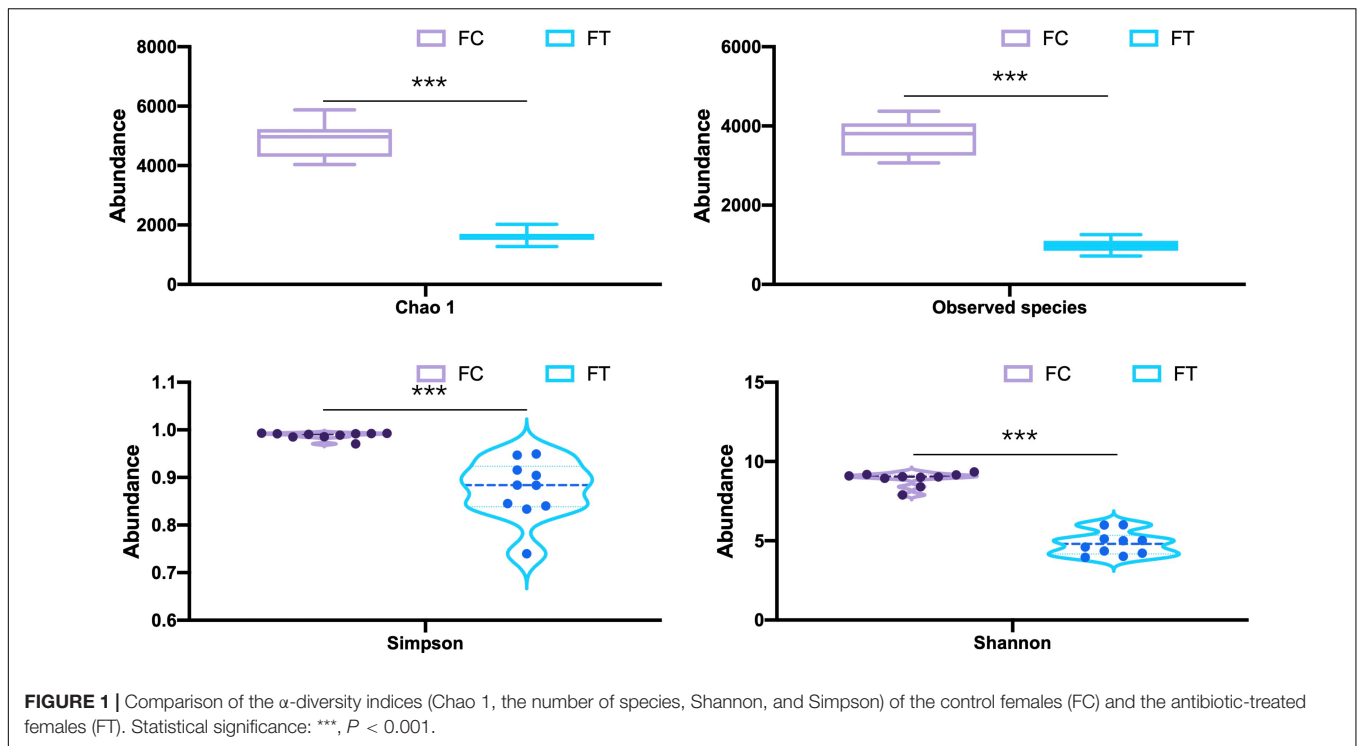 FC FT
***
8000
6000
4000
2000
0
Abundance
Chao 1
FC FT
***
6000
4000
2000
0
Abundance
Observed species
FC FT
***
1.1
1.0
0.9
0.8
0.7
0.6
Abundance
Simpson
FC FT
***
15
10
5
0
Abundance
Shannon
FIGURE 1 | Comparison of the α-diversity indices (Chao 1, the number of species, Shannon, and Simpson) of the control females (FC) and the antibiotic-treated
females (FT). Statistical significance: ***, P < 0.001.